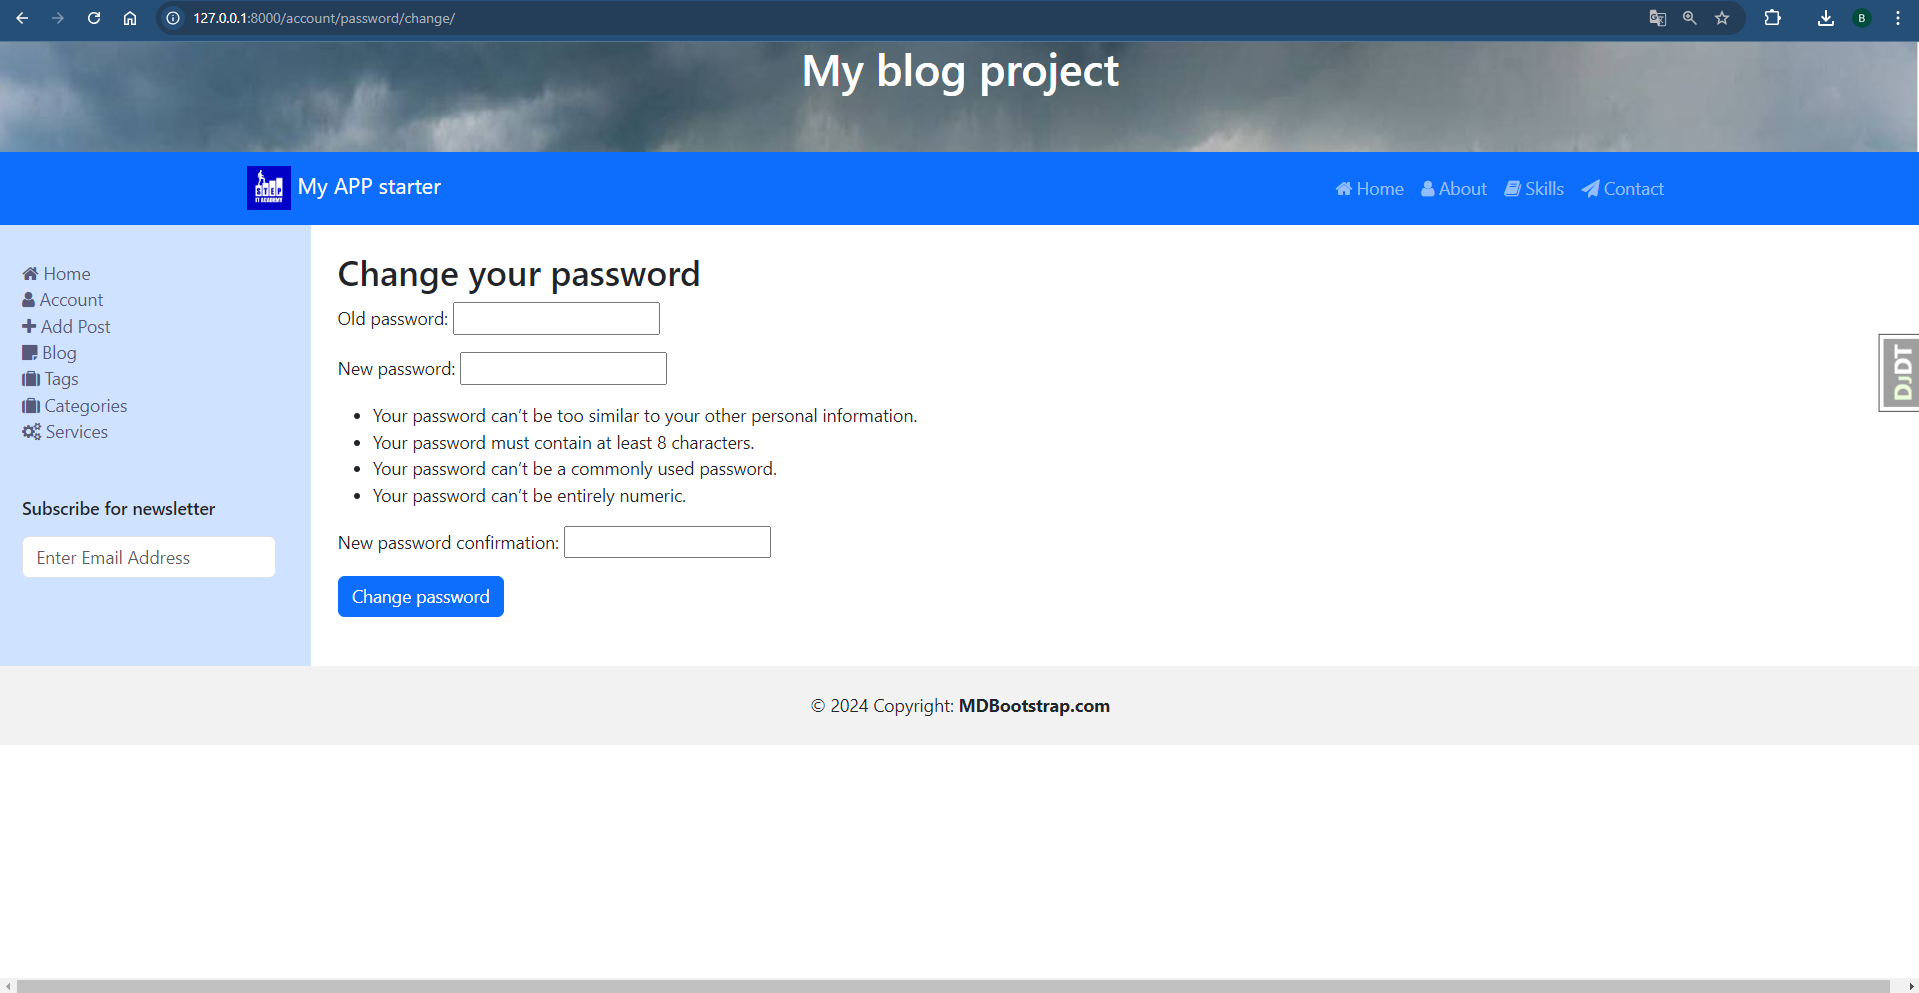 127.0.0.1:8000/account/password/change/
B
My blog project
STEP
IT ACADEMY
My APP starter
Home About Skills Contact
Home
Account
Add Post
Blog
Tags
Categories
Services
Subscribe for newsletter
Enter Email Address
Change your password
Old password:
New password:
Your password can’t be too similar to your other personal information.
Your password must contain at least 8 characters.
Your password can’t be a commonly used password.
Your password can’t be entirely numeric.
New password confirmation:
Change password
DJDT
© 2024 Copyright: MDBootstrap.com